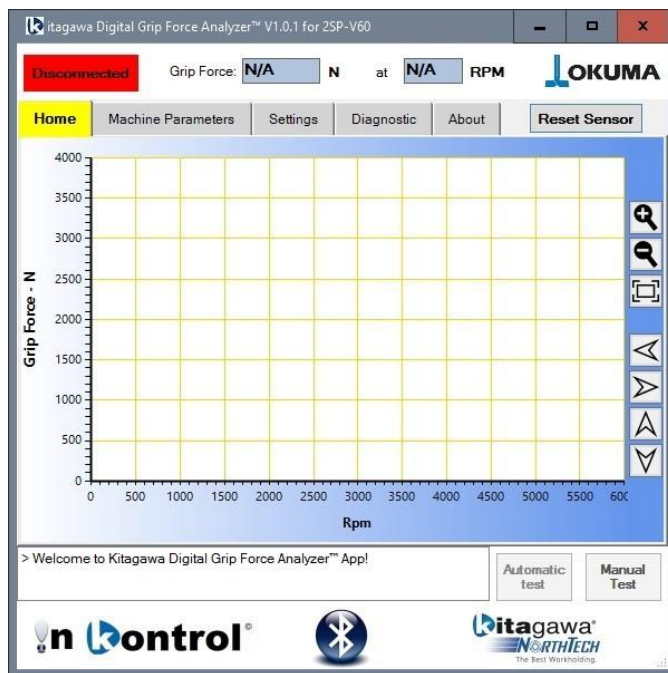 itagawa Digital Grip Force Analyzer™ V1.0.1 for 2SP-V60
Disconnected
Grip Force: N/A N at N/A RPM
OKUMA
Home
Machine Parameters
Settings
Diagnostic
About
Reset Sensor
Grip Force - N
4000
3500
3000
2500
2000
1500
1000
500
0
0 500 1000 1500 2000 2500 3000 3500 4000 4500 5000 5500 600
Rpm
> Welcome to Kitagawa Digital Grip Force Analyzer™ App!
Automatic
test
Manual
Test
in kontrol©
kitagawa®
NORTHTECH
The Best Workholding.